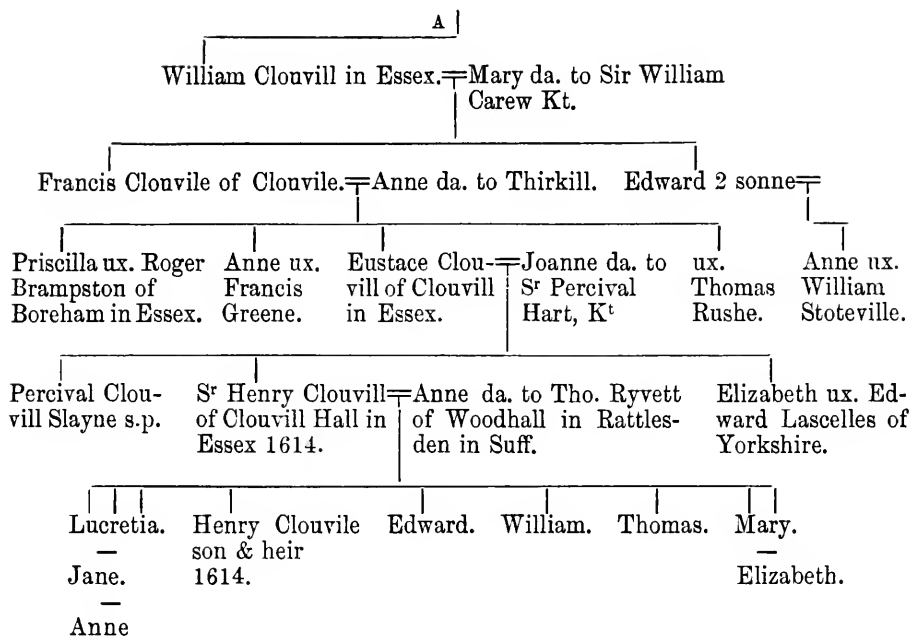 A
William Clouvill in Essex. Mary da. to Sir William
Carew Kt.
Francis Clouvile of Clouvile. Anne da. to Thirkill. Edward 2 sonne
Priscilla ux. Roger
Brampston of
Boreham in Essex.
Anne ux.
Francis
Greene.
Eustace Clou-
vill of Clouvill
in Essex.
Joanne da. to
Sʳ Percival
Hart, Kᵗ
ux.
Thomas
Rushe.
Anne ux.
William
Stoteville.
Percival Clou-
vill Slayne s.p.
Sʳ Henry Clouvill
of Clouvill Hall in
Essex 1614.
Anne da. to Tho. Ryvett
of Woodhall in Rattles-
den in Suff.
Elizabeth ux. Ed-
ward Lascelles of
Yorkshire.
Lucretia.
Jane.
Anne
Henry Clouvile
son & heir
1614.
Edward.
William.
Thomas.
Mary.
Elizabeth.